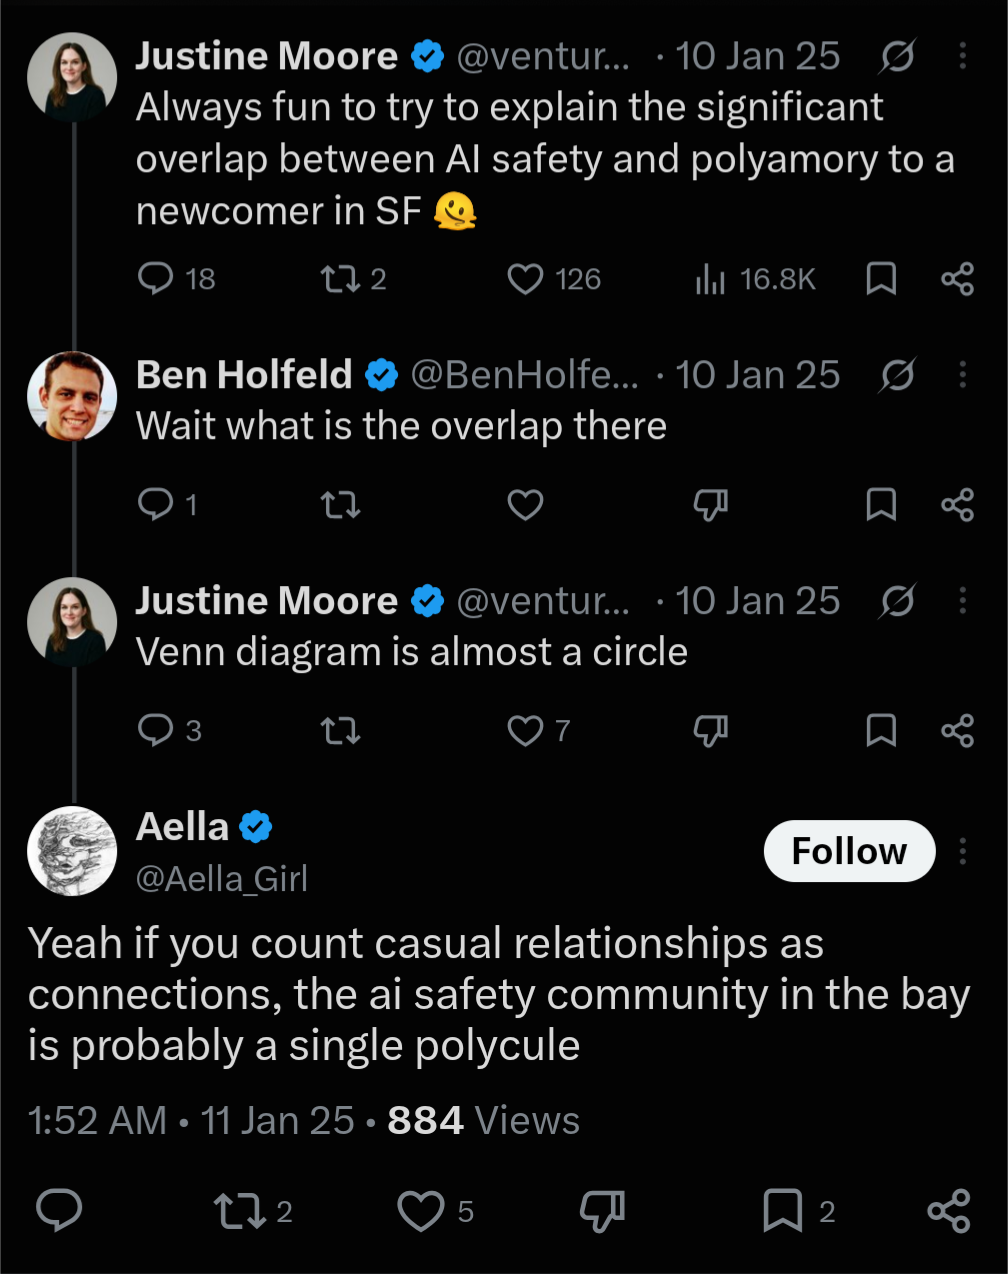 Justine Moore @ventur... · 10 Jan 25
Always fun to try to explain the significant
overlap between AI safety and polyamory to a
newcomer in SF 🫠
18 2 126 16.8K
Ben Holfeld @BenHolfe... · 10 Jan 25
Wait what is the overlap there
1
Justine Moore @ventur... · 10 Jan 25
Venn diagram is almost a circle
3 7
Aella
Follow
@Aella_Girl
Yeah if you count casual relationships as
connections, the ai safety community in the bay
is probably a single polycule
1:52 AM • 11 Jan 25 • 884 Views
2 5 2